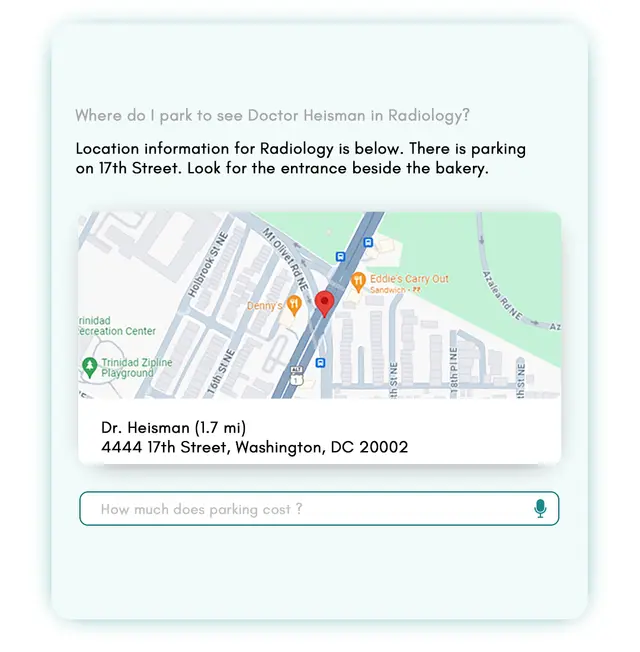 Where do I park to see Doctor Heisman in Radiology?
Location information for Radiology is below. There is parking
on 17th Street. Look for the entrance beside the bakery.
Holbrook St NE
Mt Olivet Rd NE
Eddie's Carry Out
Sandwich • ₱₱
Azalea Rd NE
Az
Denny's
rinidad
ecreation Center
Trinidad Zipline
Playground
16th St NE
1
st NE
18th Pl NE
St NE
Dr. Heisman (1.7 mi)
4444 17th Street, Washington, DC 20002
How much does parking cost ?